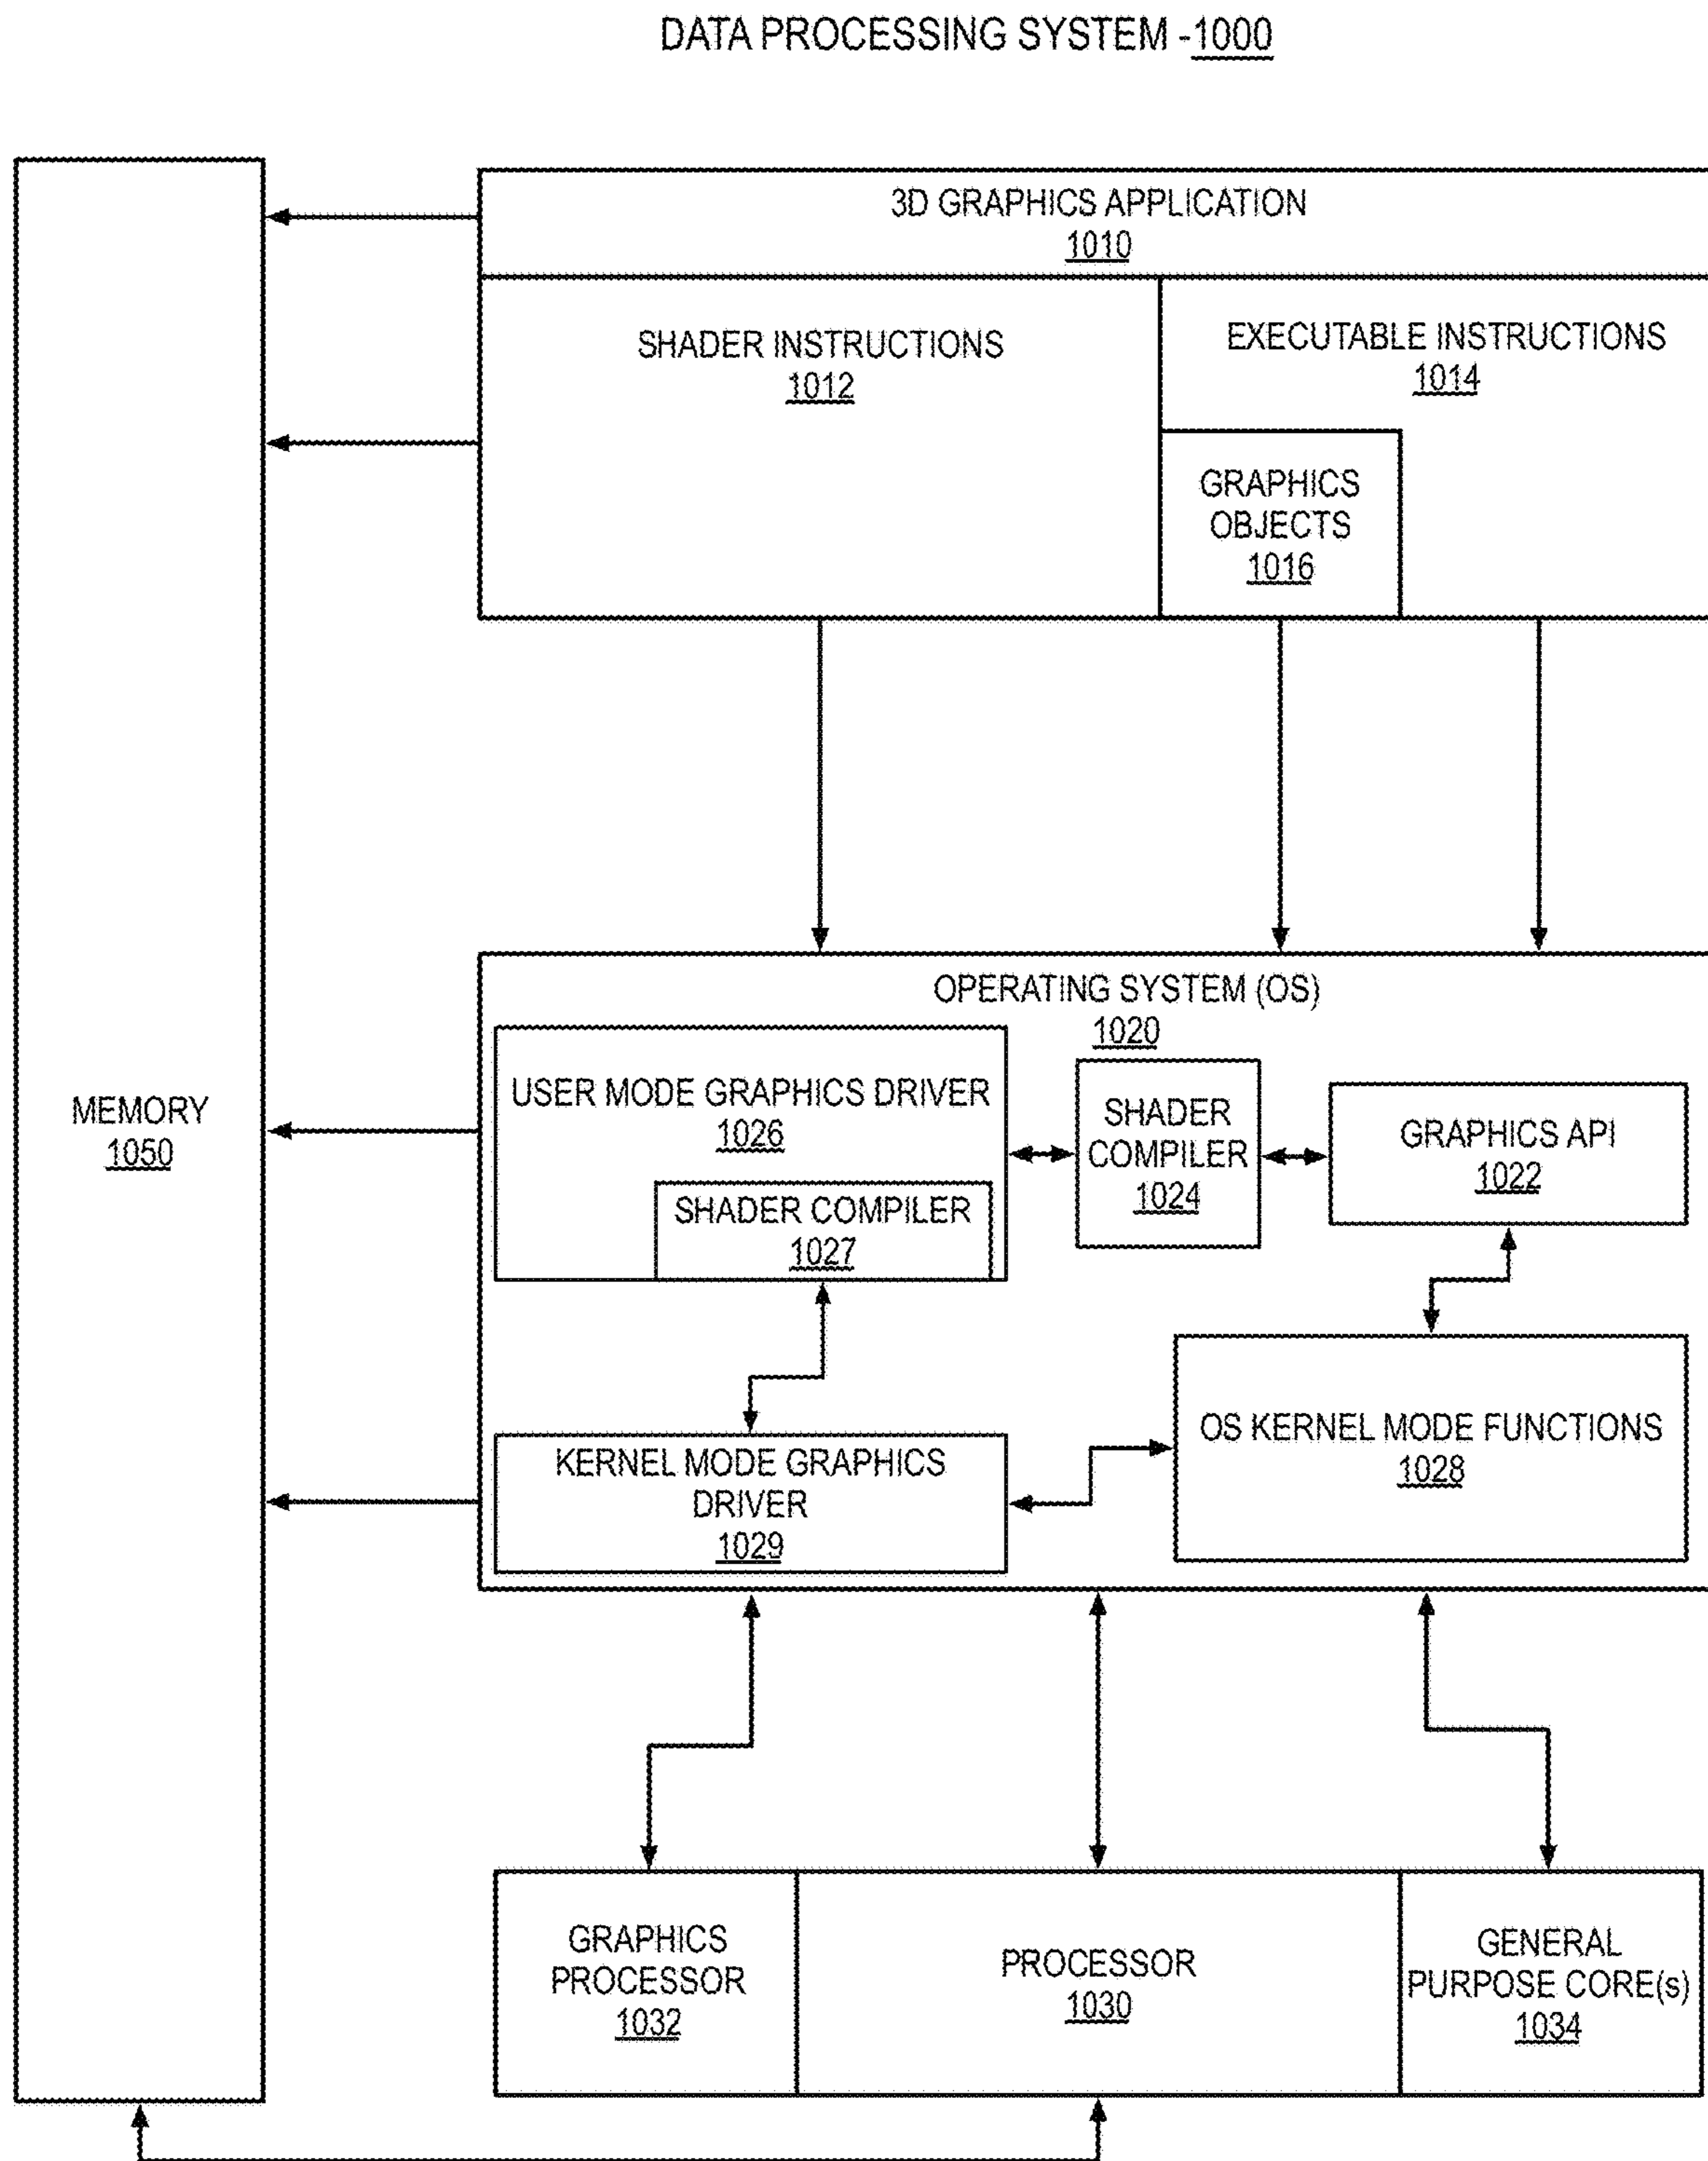 DATA PROCESSING SYSTEM -1000
3D GRAPHICS APPLICATION
1010
SHADER INSTRUCTIONS
1012
EXECUTABLE INSTRUCTIONS
1014
GRAPHICS
OBJECTS
1016
OPERATING SYSTEM (OS)
1020
USER MODE GRAPHICS DRIVER
1026
SHADER COMPILER
1027
SHADER
COMPILER
1024
GRAPHICS API
1022
MEMORY
1050
KERNEL MODE GRAPHICS
DRIVER
1029
OS KERNEL MODE FUNCTIONS
1028
GRAPHICS
PROCESSOR
1032
PROCESSOR
1030
GENERAL
PURPOSE CORE(s)
1034